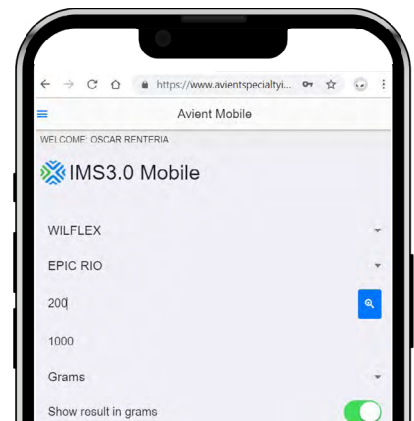 https://www.avientspecialtyi...
Avient Mobile
WELCOME: OSCAR RENTERIA
IMS3.0 Mobile
WILFLEX
EPIC RIO
200
1000
Grams
Show result in grams